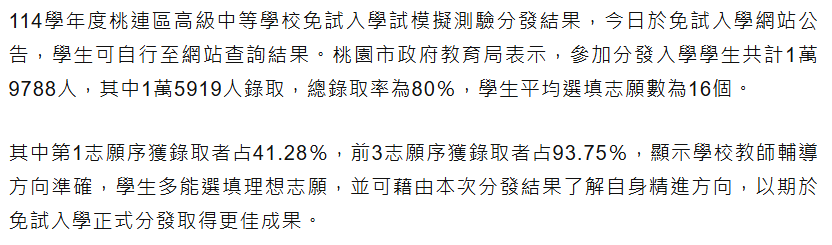 114學年度桃連區高級中等學校免試入學試模擬測驗分發結果，今日於免試入學網站公
告，學生可自行至網站查詢結果。桃園市政府教育局表示，參加分發入學學生共計1萬
9788人，其中1萬5919人錄取，總錄取率為80%，學生平均選填志願數為16個。
其中第1志願序獲錄取者占41.28%，前3志願序獲錄取者占93.75%，顯示學校教師輔導
方向準確，學生多能選填理想志願，並可藉由本次分發結果了解自身精進方向，以期於
免試入學正式分發取得更佳成果。